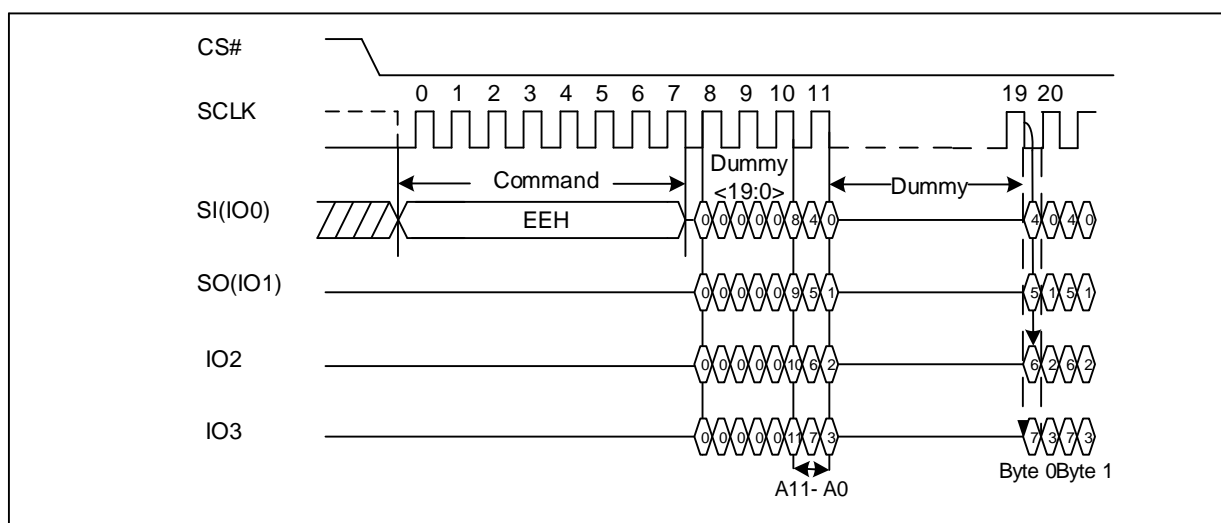 CS#
0 1 2 3 4 5 6 7 8 9 10 11 19 20
SCLK
Command
Dummy
<19:0>
Dummy
SI(IO0)
EEH
0 0 0 0 0 8 4 0
4 0 4 0
SO(IO1)
0 0 0 0 0 9 5 1
5 1 5 1
IO2
0 0 0 0 0 10 6 2
6 2 6 2
IO3
0 0 0 0 0 11 7 3
7 3 7 3
A11- A0
Byte 0 Byte 1